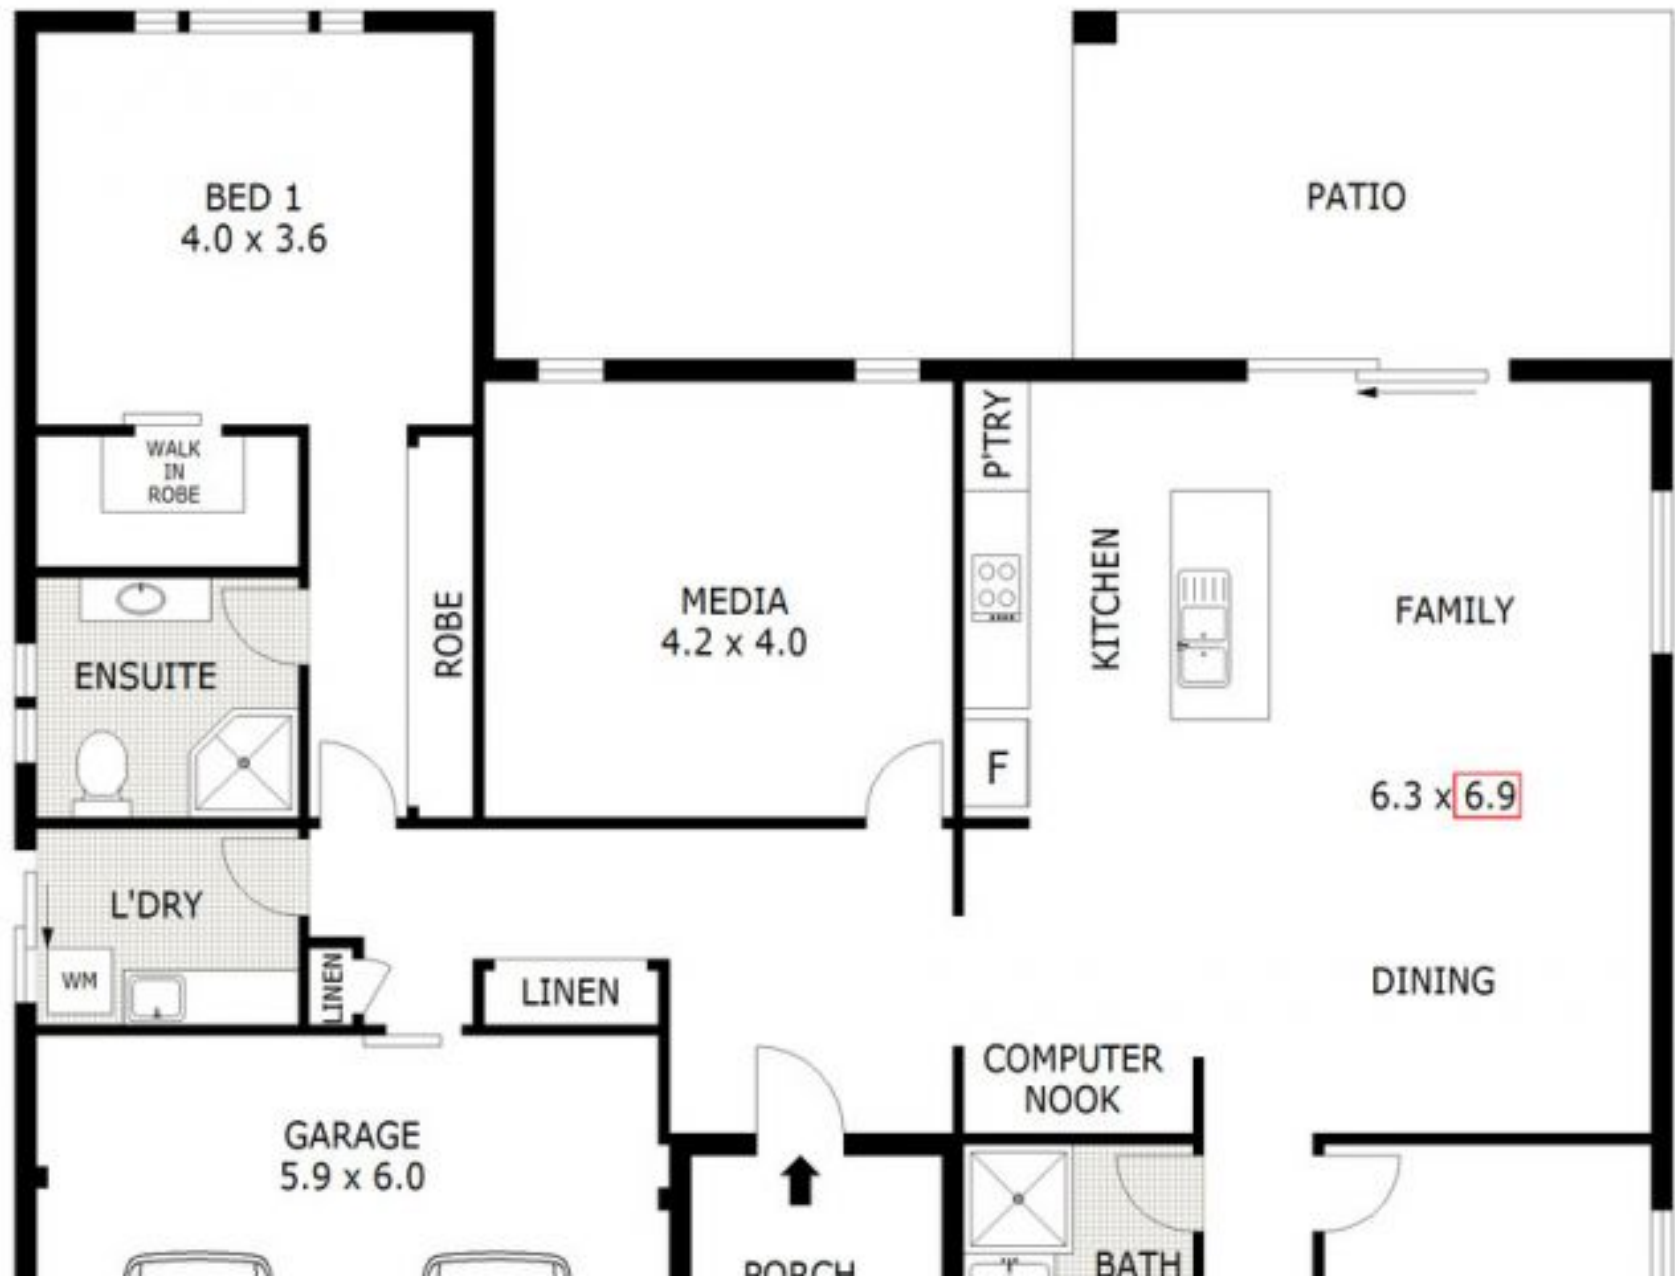 BED 1
4.0 x 3.6
PATIO
WALK
IN
ROBE
P'TRY
KITCHEN
ROBE
MEDIA
4.2 x 4.0
FAMILY
ENSUITE
F
6.3 x 6.9
L'DRY
WM
LINEN
LINEN
DINING
COMPUTER
NOOK
GARAGE
5.9 x 6.0
PORCH
BATH